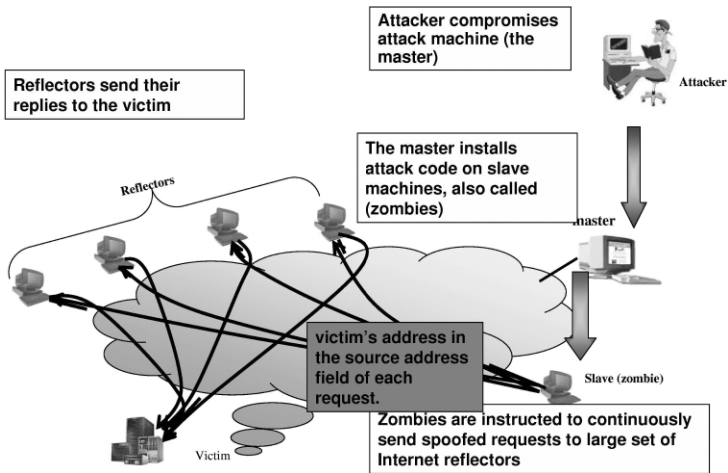 Attacker compromises
attack machine (the
master)
Attacker
Reflectors send their
replies to the victim
The master installs
attack code on slave
machines, also called
(zombies)
Reflectors
master
victim's address in
the source address
field of each
request.
Slave (zombie)
Zombies are instructed to continuously
send spoofed requests to large set of
Internet reflectors
Victim